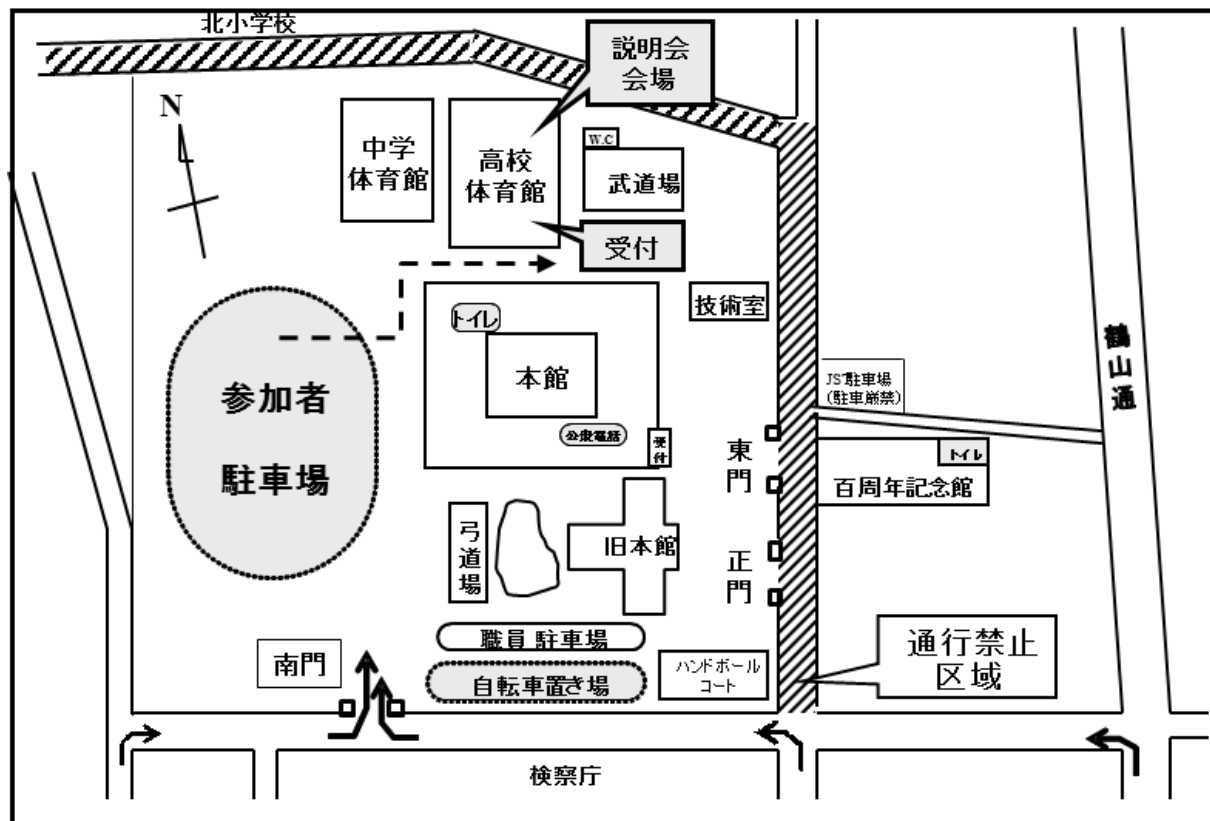 北小学校
説明会
会場
N
中学
体育館
高校
体育館
W.C
武道場
受付
技術室
トイレ
本館
公衆電話
受
付
参加者
駐車場
鶴
山
通
JST駐車場
(駐車厳禁)
東
門
トイレ
百周年記念館
弓
道
場
旧本館
正
門
職員 駐車場
自転車置き場
ハンドボール
コート
通行禁止
区域
南門
検察庁